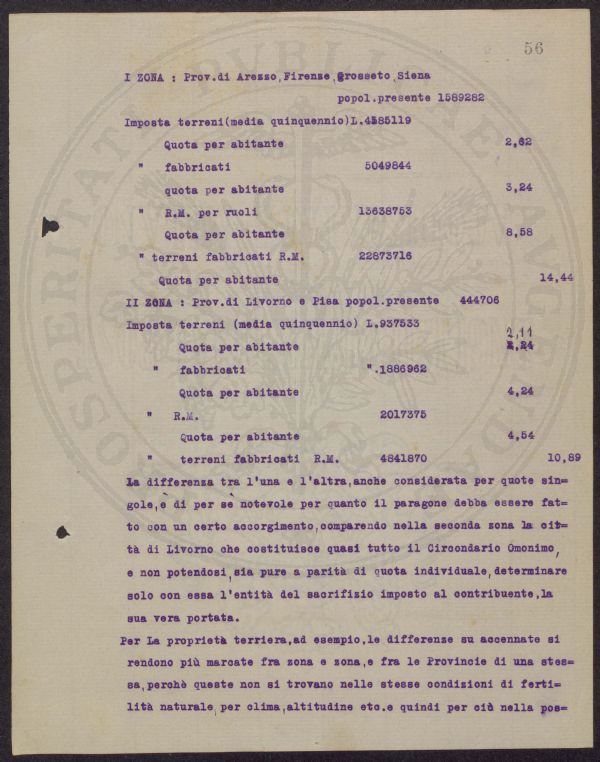 56
I ZONA : Prov.di Arezzo,Firenze,Grosseto,Siena
popol.presente 1589282
Imposta terreni(media quinquennio)L.4185119
Quota per abitante 2,62
" fabbricati 5049844
quota per abitante 3,24
" R.M. per ruoli 13638753
Quota per abitante 8,58
" terreni fabbricati R.M. 22873716
Quota per abitante 14,44
II ZONA : Prov.di Livorno e Pisa popol.presente 444706
Imposta terreni (media quinquennio) L.937533
2,11
Quota per abitante 2,24
" fabbricati ".1886962
Quota per abitante 4,24
" R.M. 2017375
Quota per abitante 4,54
" terreni fabbricati R.M. 4841870 10,89
La differenza tra l'una e l'altra,anche considerata per quote sin=
gole,è di per sè notevole per quanto il paragone debba essere fat=
to con un certo accorgimento,comparendo nella seconda zona la cit=
tà di Livorno che costituisce quasi tutto il Circondario Omonimo,
e non potendosi,sia pure a parità di quota individuale,determinare
solo con essa l'entità del sacrifizio imposto al contribuente,la
sua vera portata.
Per La proprietà terriera,ad esempio,le differenze su accennate si
rendono più marcate fra zona e zona,e fra le Provincie di una stes=
sa,perchè queste non si trovano nelle stesse condizioni di ferti=
lità naturale,per clima,altitudine etc.e quindi per ciò nella pos=